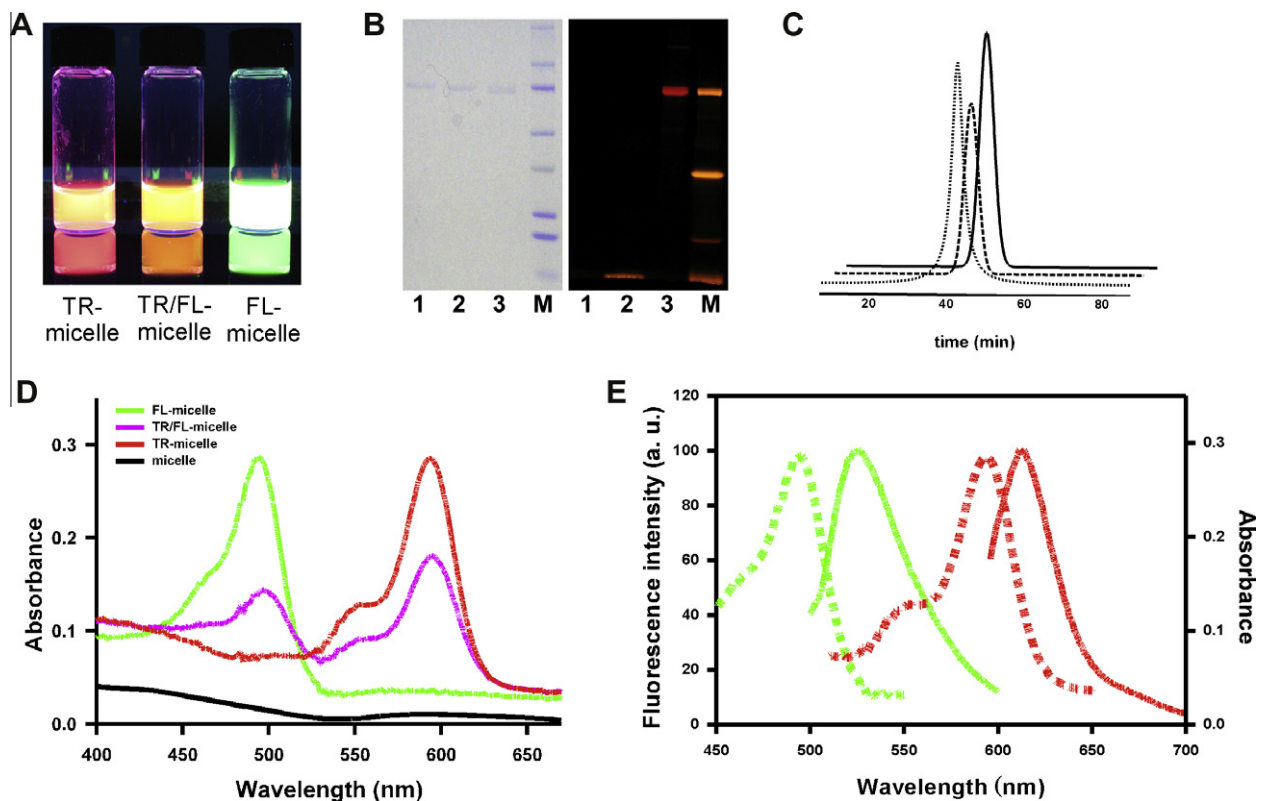 A
TR-
micelle
TR/FL-
micelle
FL-
micelle
B
1 2 3 M
1 2 3 M
C
20 40 60 80
time (min)
D
FL-micelle
TR/FL-micelle
TR-micelle
micelle
0.3
0.2
0.1
0.0
Absorbance
400 450 500 550 600 650
Wavelength (nm)
E
120
100
80
60
40
20
0
Fluorescence intensity (a. u.)
0.3
0.2
0.1
0.0
Absorbance
450 500 550 600 650 700
Wavelength (nm)